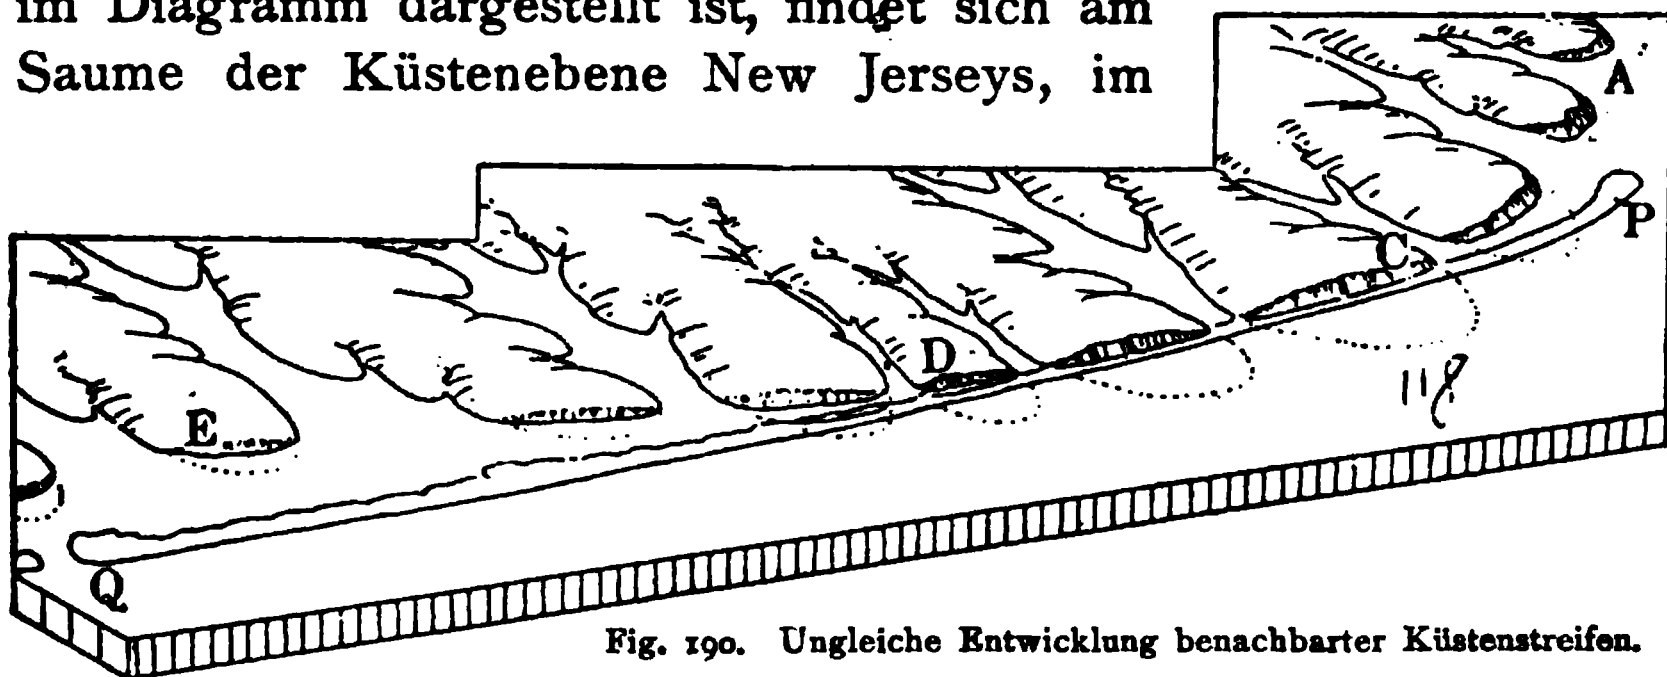 im Diagramm dargestellt ist, findet sich am
Saume der Küstenebene New Jerseys, im
A
P
C
D
E
118
Q
Fig. 190. Ungleiche Entwicklung benachbarter Küstenstreifen.